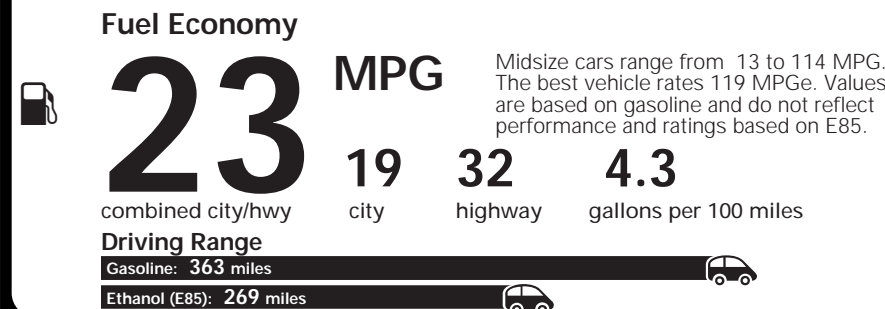 Fuel Economy
23
MPG
Midsize cars range from 13 to 114 MPG.
The best vehicle rates 119 MPGe. Values
are based on gasoline and do not reflect
performance and ratings based on E85.
19 32 4.3
combined city/hwy city highway gallons per 100 miles
Driving Range
Gasoline: 363 miles
Ethanol (E85): 269 miles